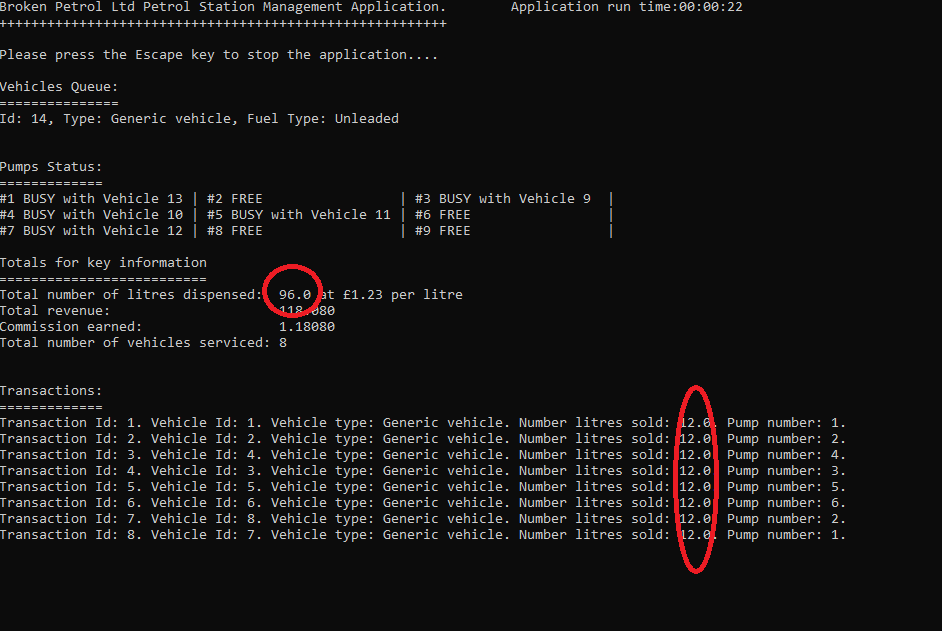 Broken Petrol Ltd Petrol Station Management Application.        Application run time:00:00:22
++++++++++++++++++++++++++++++++++++++++++++++++++++++++
Please press the Escape key to stop the application....
Vehicles Queue:
===============
Id: 14, Type: Generic vehicle, Fuel Type: Unleaded
Pumps Status:
=============
#1 BUSY with Vehicle 13 | #2 FREE                 | #3 BUSY with Vehicle 9  |
#4 BUSY with Vehicle 10 | #5 BUSY with Vehicle 11 | #6 FREE                 |
#7 BUSY with Vehicle 12 | #8 FREE                 | #9 FREE                 |
Totals for key information
==========================
Total number of litres dispensed:  96.0 at £1.23 per litre
Total revenue:                     118.080
Commission earned:                 1.18080
Total number of vehicles serviced: 8
Transactions:
=============
Transaction Id: 1. Vehicle Id: 1. Vehicle type: Generic vehicle. Number litres sold: 12.0. Pump number: 1.
Transaction Id: 2. Vehicle Id: 2. Vehicle type: Generic vehicle. Number litres sold: 12.0. Pump number: 2.
Transaction Id: 3. Vehicle Id: 4. Vehicle type: Generic vehicle. Number litres sold: 12.0. Pump number: 4.
Transaction Id: 4. Vehicle Id: 3. Vehicle type: Generic vehicle. Number litres sold: 12.0. Pump number: 3.
Transaction Id: 5. Vehicle Id: 5. Vehicle type: Generic vehicle. Number litres sold: 12.0. Pump number: 5.
Transaction Id: 6. Vehicle Id: 6. Vehicle type: Generic vehicle. Number litres sold: 12.0. Pump number: 6.
Transaction Id: 7. Vehicle Id: 8. Vehicle type: Generic vehicle. Number litres sold: 12.0. Pump number: 2.
Transaction Id: 8. Vehicle Id: 7. Vehicle type: Generic vehicle. Number litres sold: 12.0. Pump number: 1.